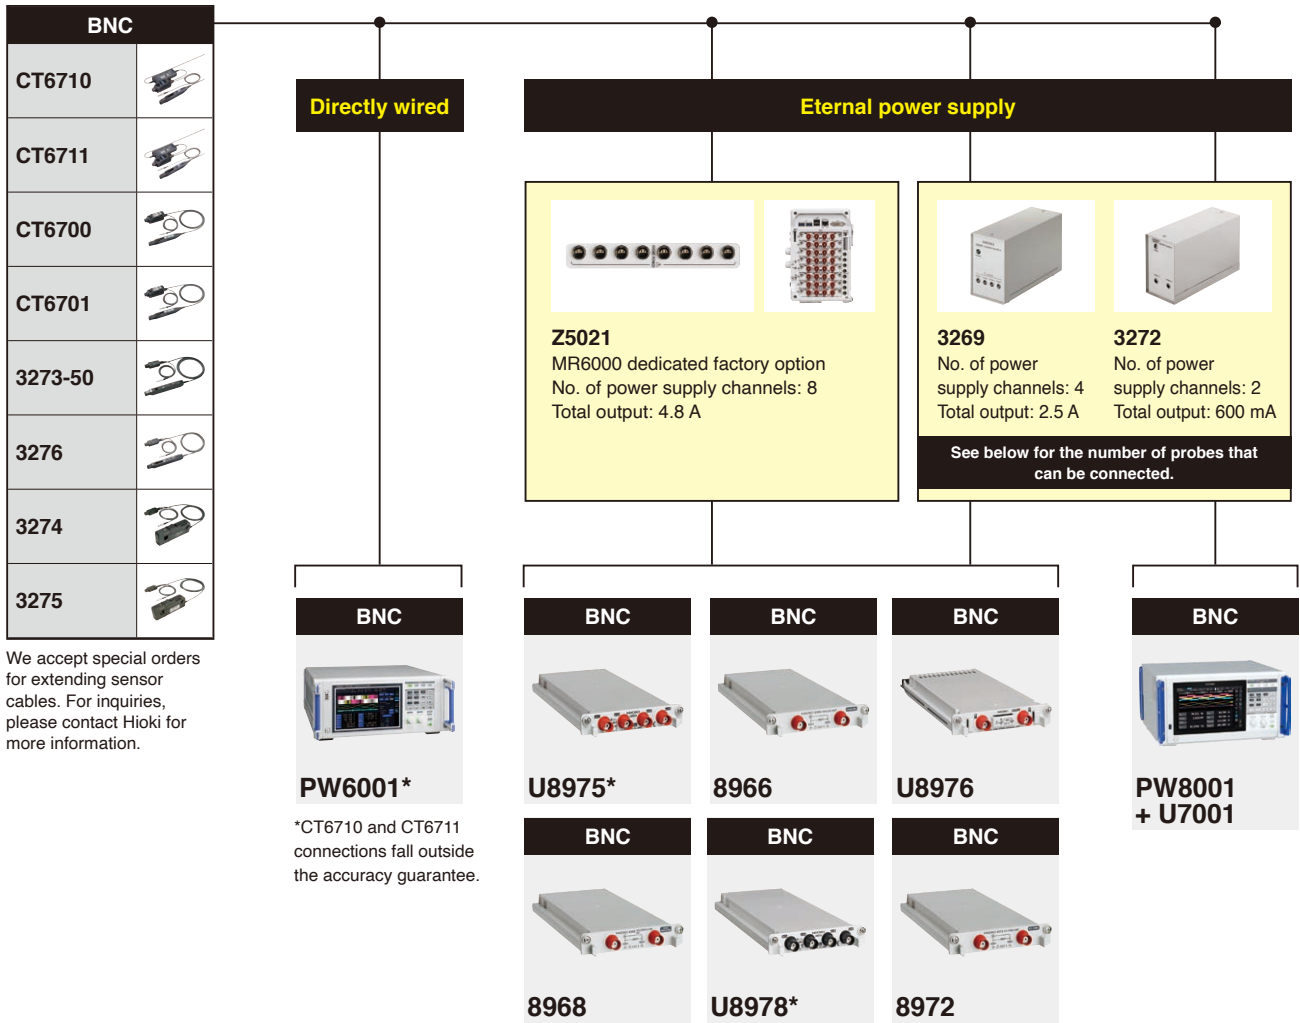 BNC
CT6710
CT6711
CT6700
CT6701
3273-50
3276
3274
3275
We accept special orders
for extending sensor
cables. For inquiries,
please contact Hioki for
more information.
Directly wired
Eternal power supply
Z5021
MR6000 dedicated factory option
No. of power supply channels: 8
Total output: 4.8 A
3269
No. of power
supply channels: 4
Total output: 2.5 A
3272
No. of power
supply channels: 2
Total output: 600 mA
See below for the number of probes that
can be connected.
BNC
PW6001*
*CT6710 and CT6711
connections fall outside
the accuracy guarantee.
BNC
U8975*
BNC
8966
BNC
U8976
BNC
8968
BNC
U8978*
BNC
8972
BNC
PW8001
+ U7001